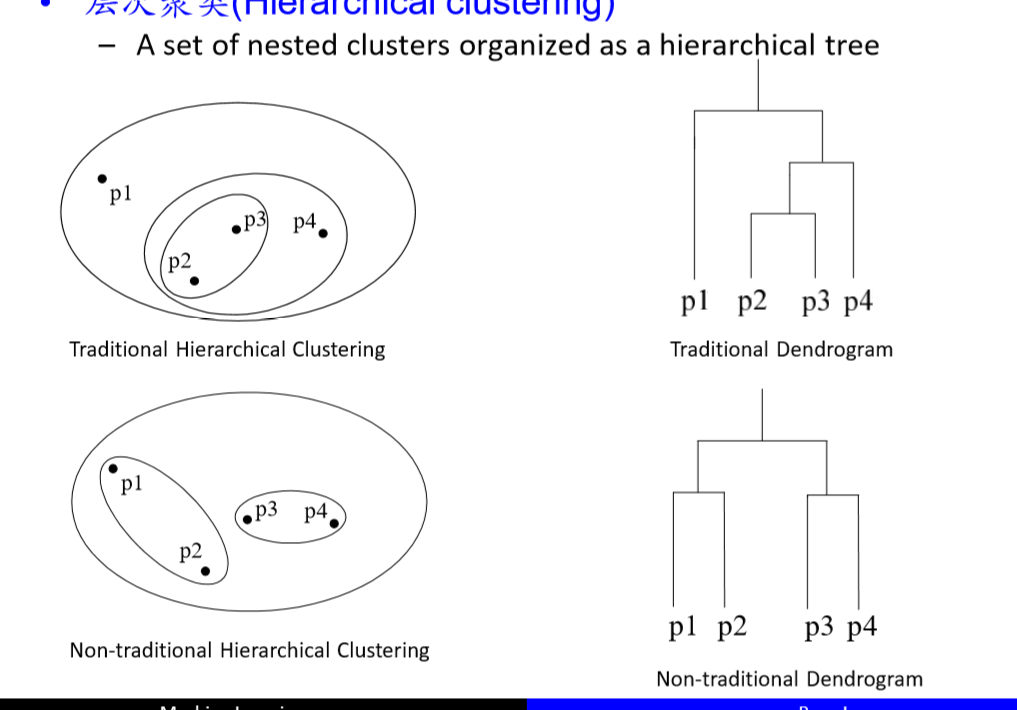 • 层次聚类(Hierarchical clustering)
– A set of nested clusters organized as a hierarchical tree
p1
p3 p4
p2
p1 p2 p3 p4
Traditional Hierarchical Clustering
Traditional Dendrogram
p1
p3 p4
p2
p1 p2 p3 p4
Non-traditional Hierarchical Clustering
Non-traditional Dendrogram